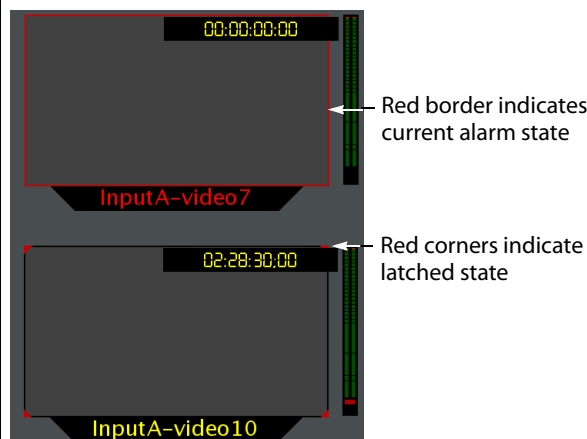 00:00:00:00
Red border indicates
current alarm state
InputA-video7
Red corners indicate
latched state
02:28:30;00
InputA-video10